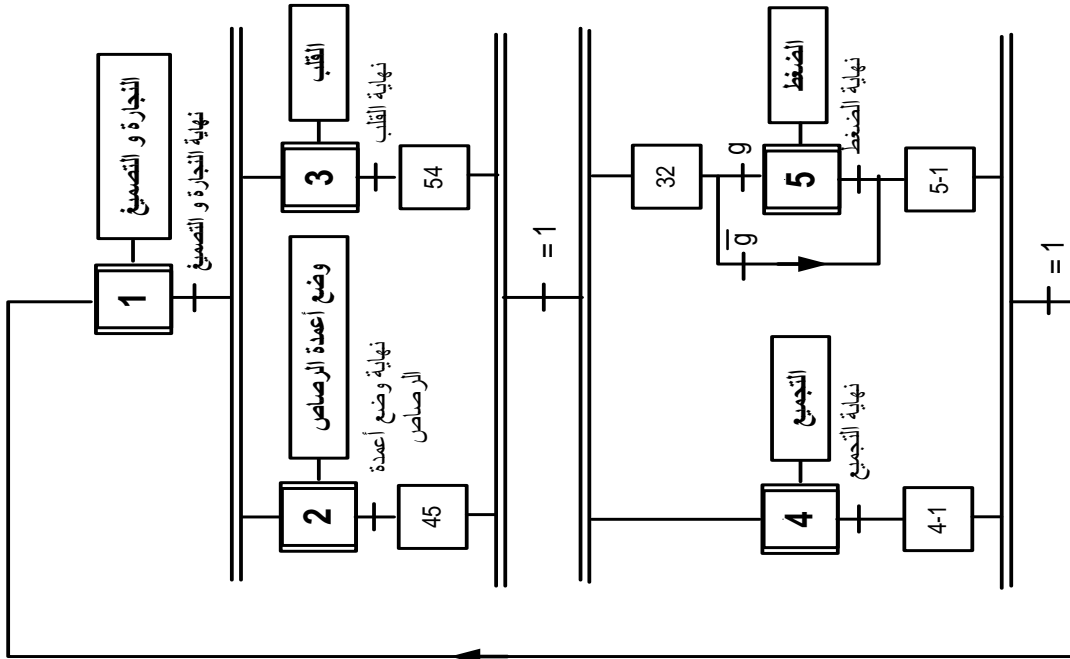 1
النجارة و التصميغ
نهاية النجارة و التصميغ
2
وضع أعمدة الرصاص
نهاية وضع أعمدة
الرصاص
45
3
القلب
نهاية القلب
54
= 1
4
التجميع
نهاية التجميع
4-1
32
g
g̅
5
الضغط
نهاية الضغط
5-1
= 1